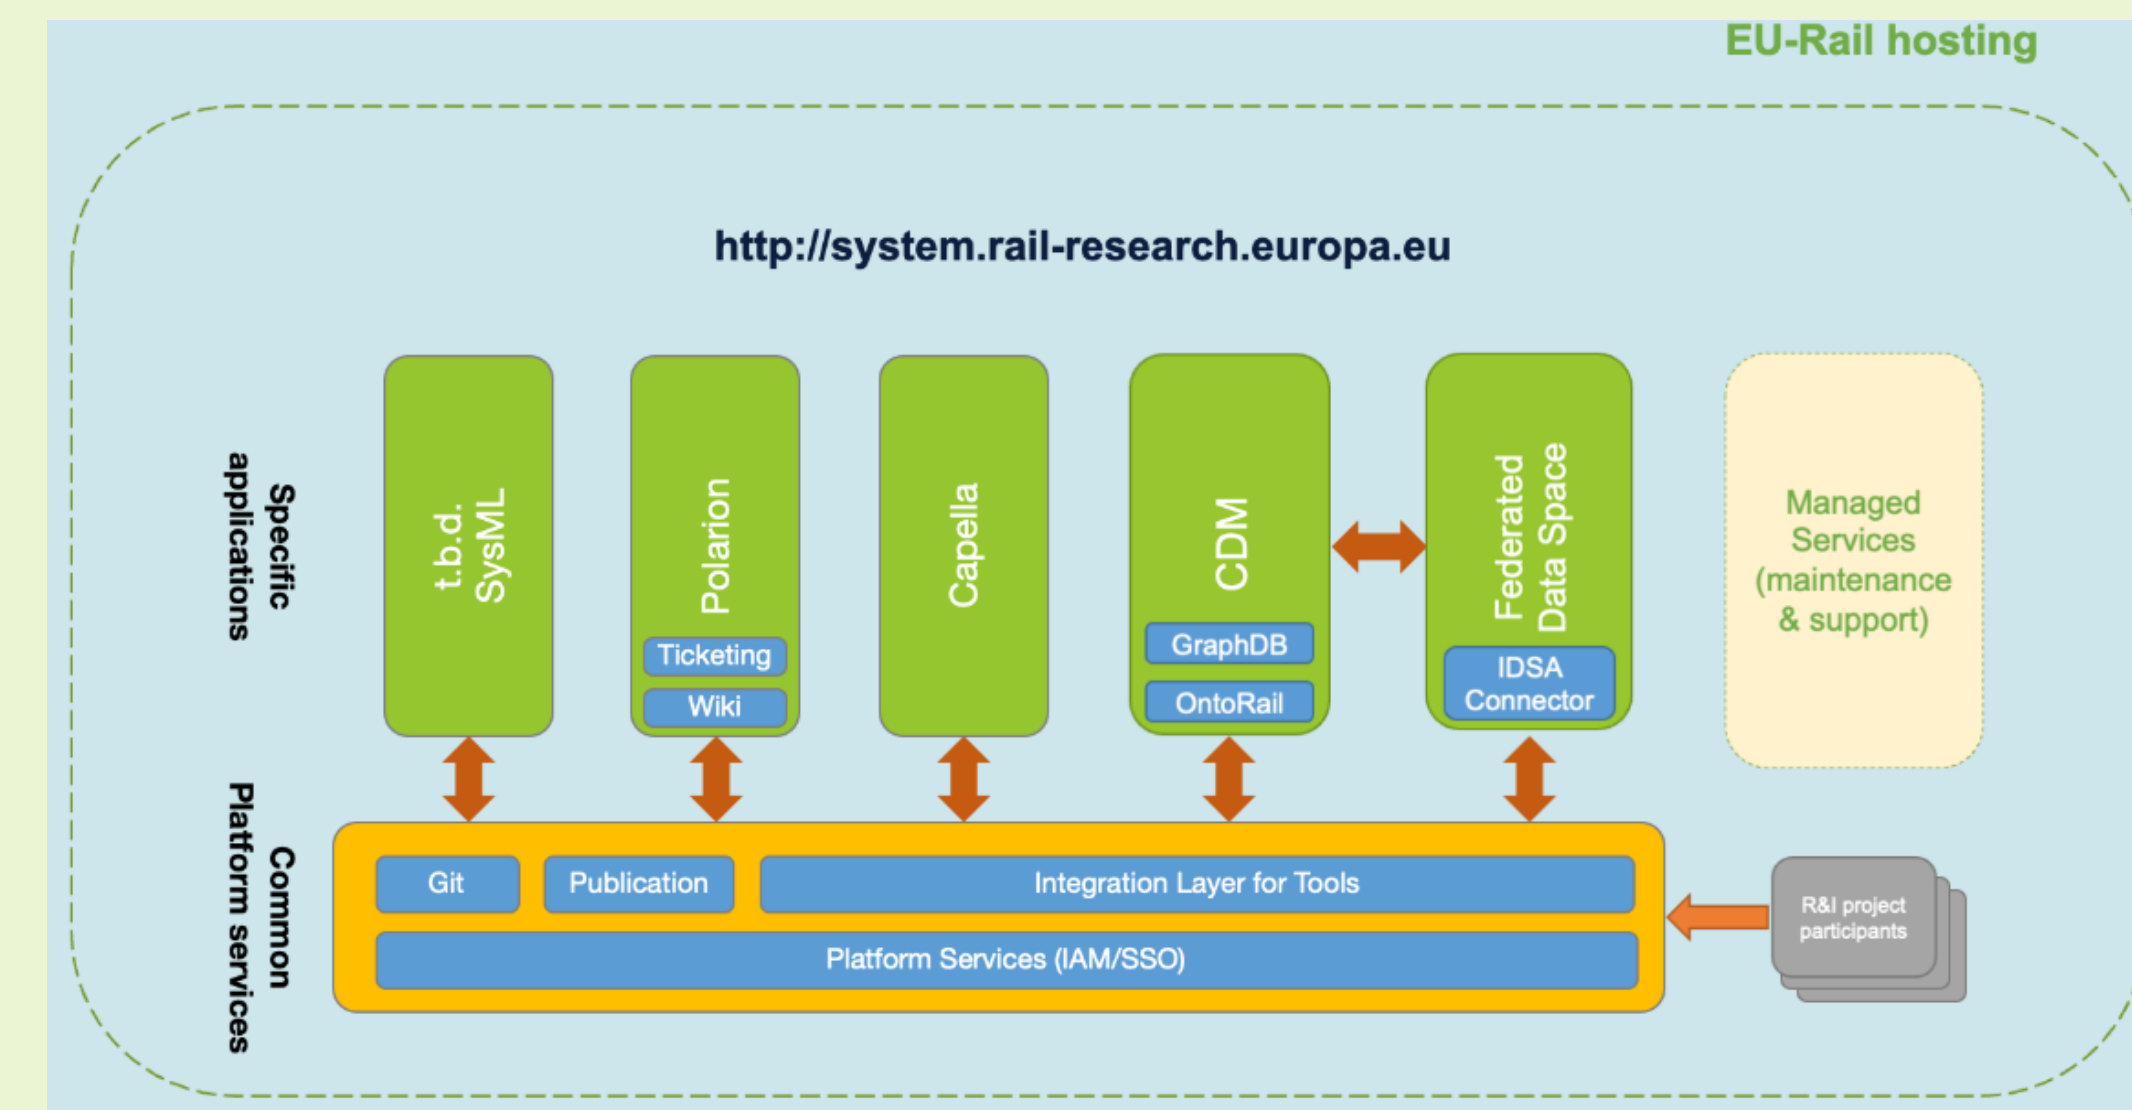 EU-Rail hosting
http://system.rail-research.europa.eu
Specific
applications
t.b.d.
SysML
Polarion
Ticketing
Wiki
Capella
CDM
GraphDB
OntoRail
Federated
Data Space
IDSA
Connector
Managed
Services
(maintenance
& support)
Common
Platform services
Git
Publication
Integration Layer for Tools
Platform Services (IAM/SSO)
R&I project
participants